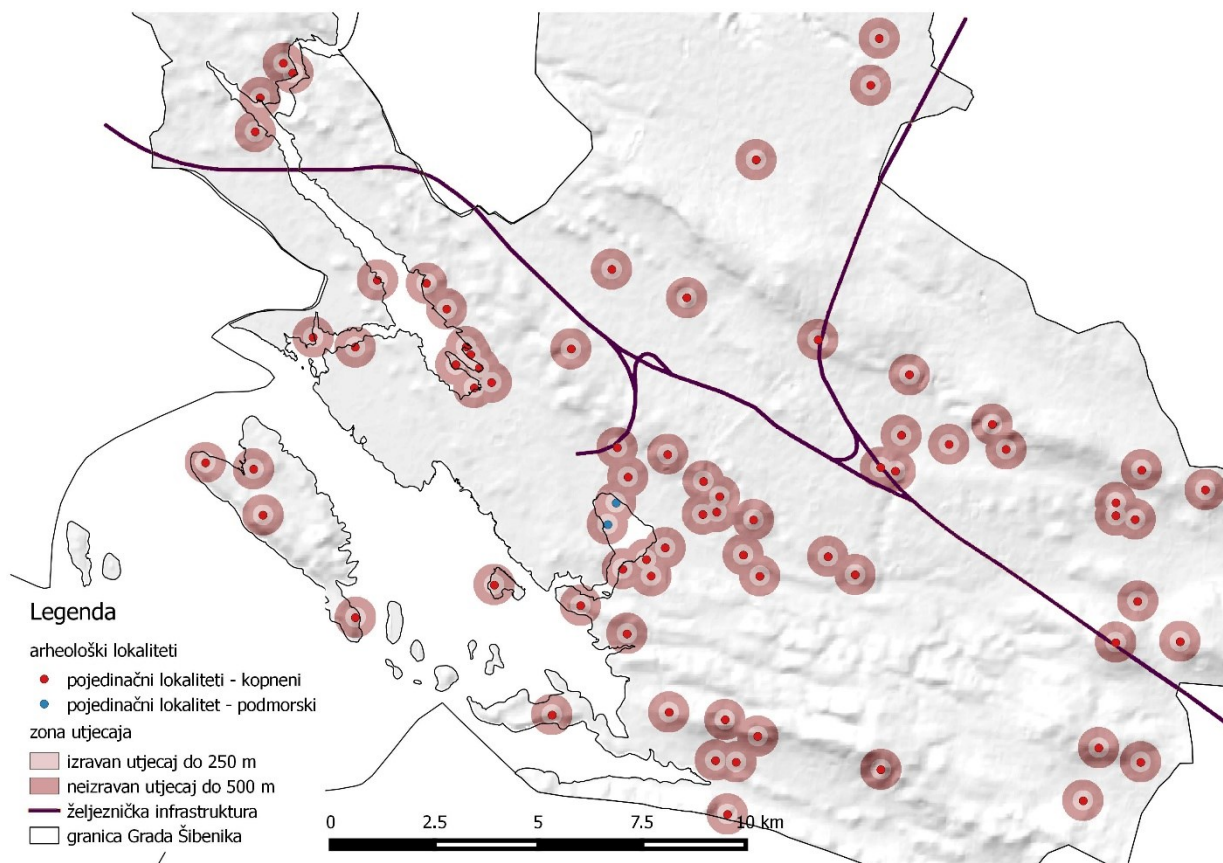 Legenda
arheološki lokaliteti
pojedinačni lokaliteti - kopneni
pojedinačni lokalitet - podmorski
zona utjecaja
izravan utjecaj do 250 m
neizravan utjecaj do 500 m
željeznička infrastruktura
granica Grada Šibenika
0 2.5 5 7.5 10 km